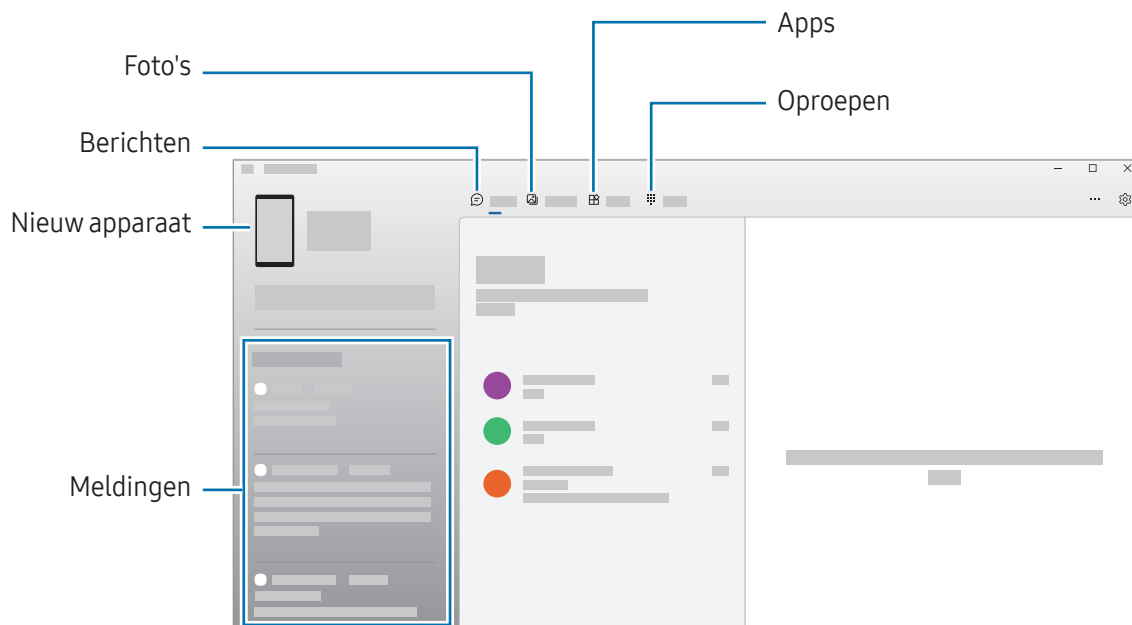 Apps
Foto's
Oproepen
Berichten
Nieuw apparaat
Meldingen